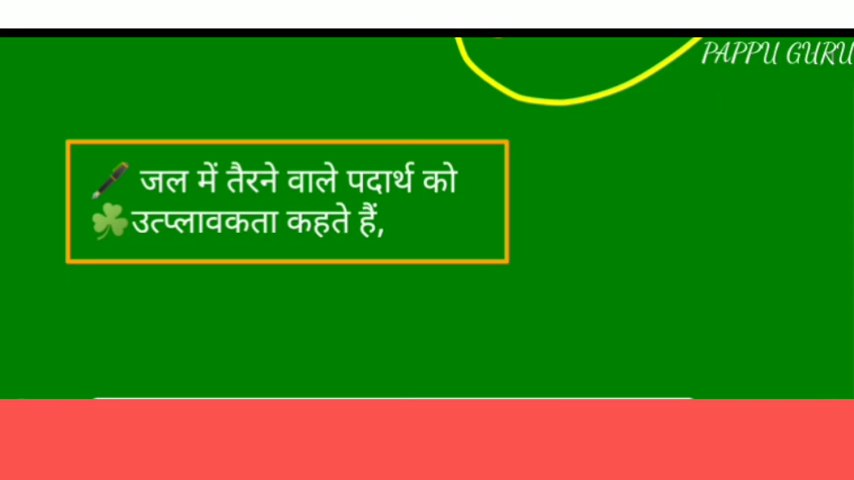 PAPPU GURU
🖋️ जल में तैरने वाले पदार्थ को
☘️उत्प्लावकता कहते हैं,